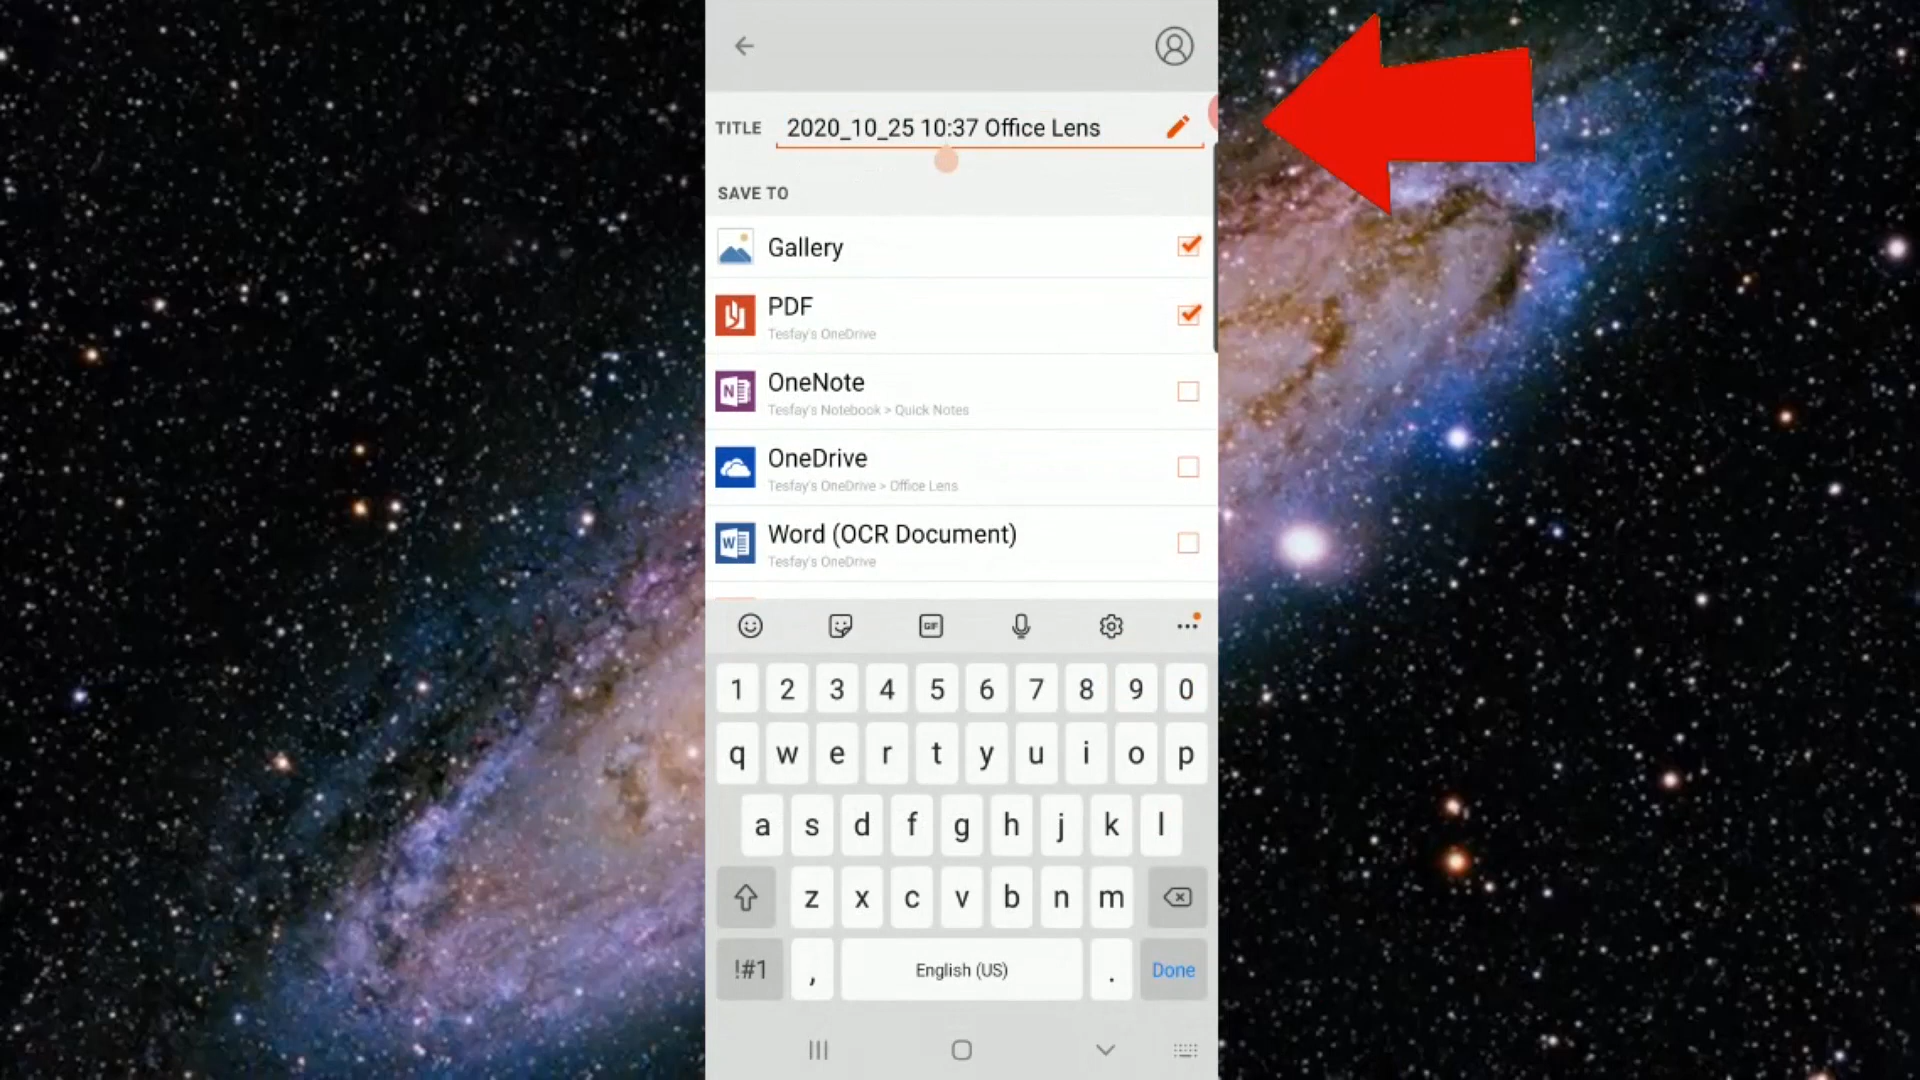 TITLE 2020_10_25 10:37 Office Lens
SAVE TO
Gallery
PDF
Tesfay's OneDrive
OneNote
Tesfay's Notebook > Quick Notes
OneDrive
Tesfay's OneDrive > Office Lens
Word (OCR Document)
Tesfay's OneDrive
GIF
1 2 3 4 5 6 7 8 9 0
q w e r t y u i o p
a s d f g h j k l
z x c v b n m
!#1 , English (US) . Done